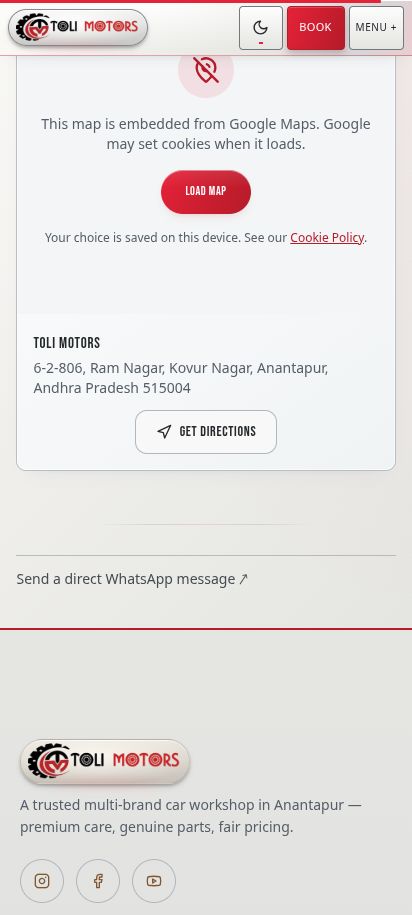 TOLI MOTORS
BOOK
MENU +
This map is embedded from Google Maps. Google
may set cookies when it loads.
LOAD MAP
Your choice is saved on this device. See our Cookie Policy.
TOLI MOTORS
6-2-806, Ram Nagar, Kovur Nagar, Anantapur,
Andhra Pradesh 515004
GET DIRECTIONS
Send a direct WhatsApp message ↗
TOLI MOTORS
A trusted multi-brand car workshop in Anantapur —
premium care, genuine parts, fair pricing.